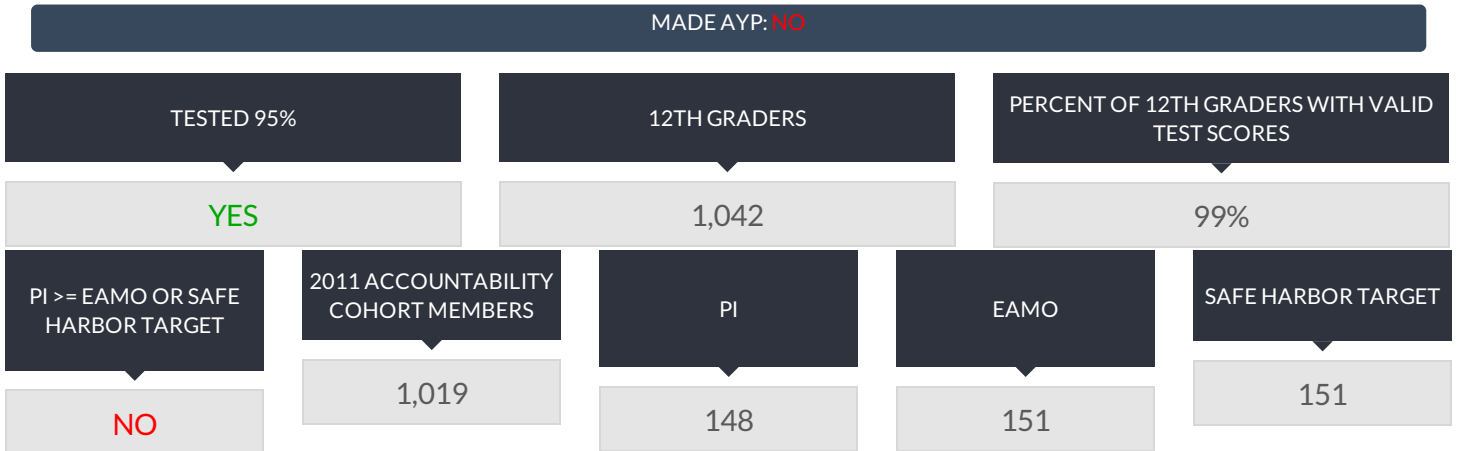 MADE AYP: NO
TESTED 95%
YES
12TH GRADERS
1,042
PERCENT OF 12TH GRADERS WITH VALID
TEST SCORES
99%
PI >= EAMO OR SAFE
HARBOR TARGET
NO
2011 ACCOUNTABILITY
COHORT MEMBERS
1,019
PI
148
EAMO
151
SAFE HARBOR TARGET
151